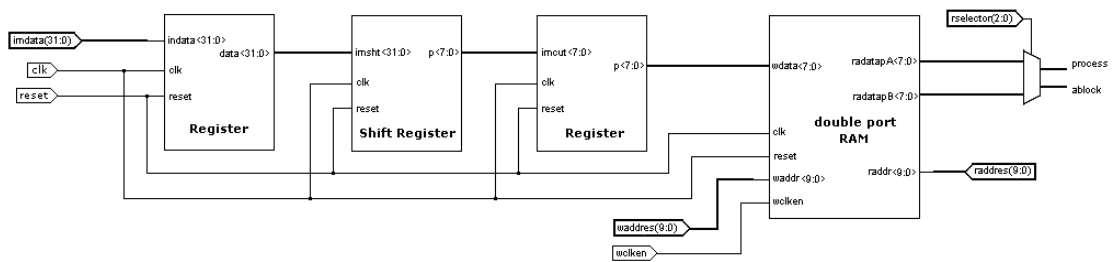 imdata(31:0)
clk
reset
indata<31:0>
data<31:0>
clk
reset
Register
imsht<31:0>
p<7:0>
clk
reset
Shift Register
imcut<7:0>
p<7:0>
clk
reset
Register
wdata<7:0>
radatapA<7:0>
radatapB<7:0>
double port
RAM
clk
reset
waddr<9:0>
wclken
raddr<9:0>
waddres(9:0)
wclken
rselector(2:0)
process
ablock
raddres(9:0)